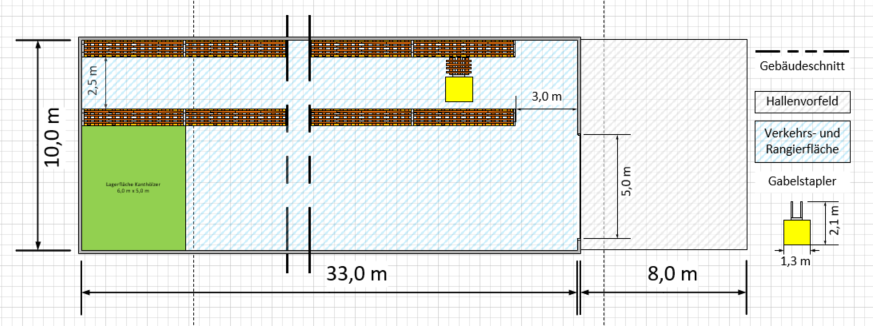 10,0 m
2,5 m
3,0 m
5,0 m
Lagerfläche Kanthölzer
6,0 m x 5,0 m
33,0 m
8,0 m
Gebäudeschnitt
Hallenvorfeld
Verkehrs- und
Rangierfläche
Gabelstapler
2,1 m
1,3 m